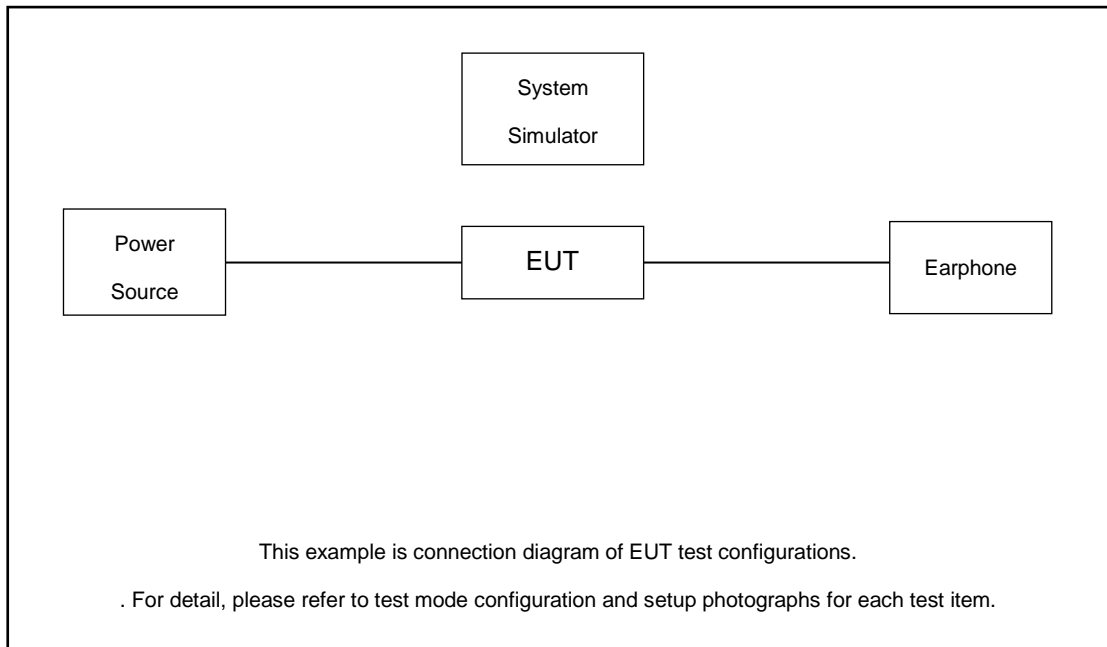 System
Simulator
Power
Source
EUT
Earphone
This example is connection diagram of EUT test configurations.
. For detail, please refer to test mode configuration and setup photographs for each test item.